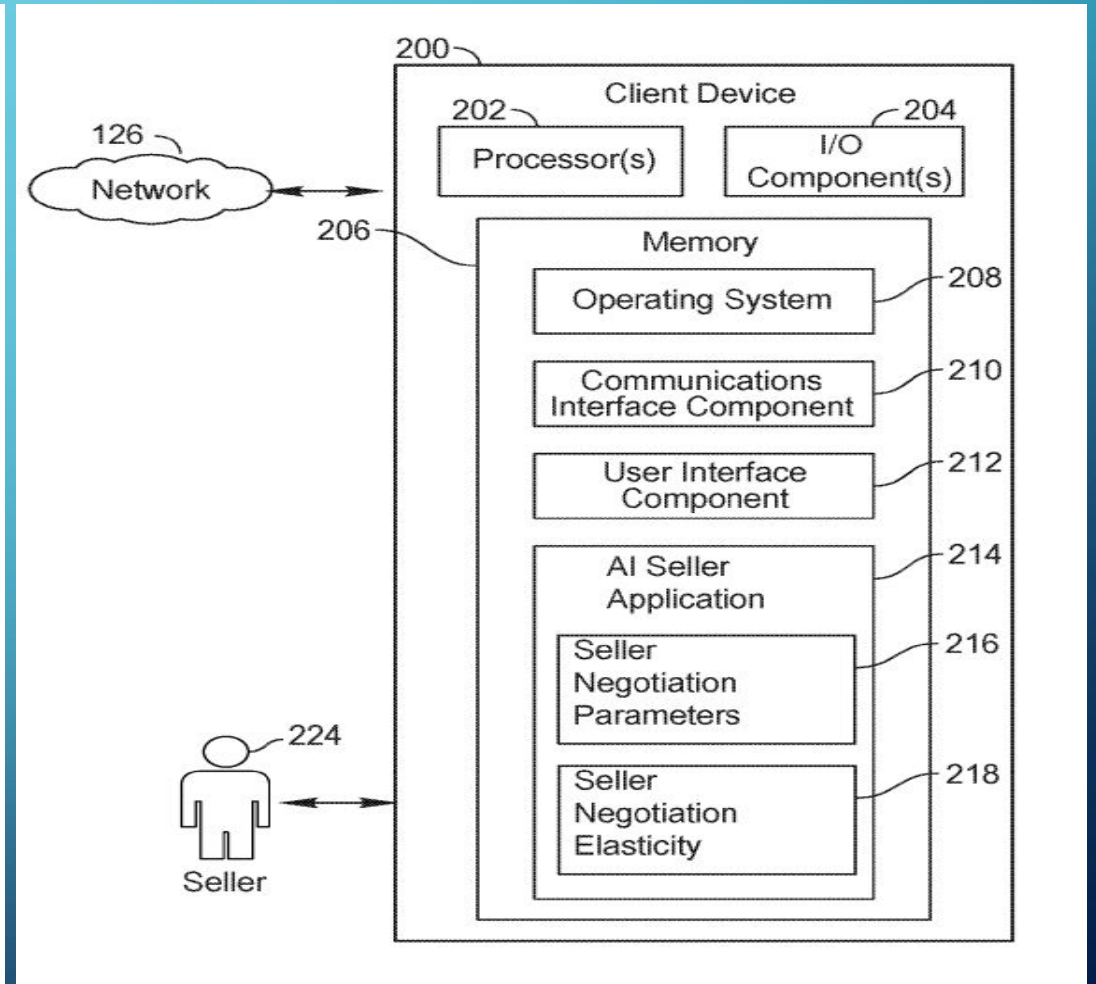 200
Client Device
202
204
Processor(s)
I/O
Component(s)
126
Network
206
Memory
Operating System
208
Communications
Interface Component
210
User Interface
Component
212
AI Seller
Application
214
Seller
Negotiation
Parameters
216
Seller
Negotiation
Elasticity
218
224
Seller